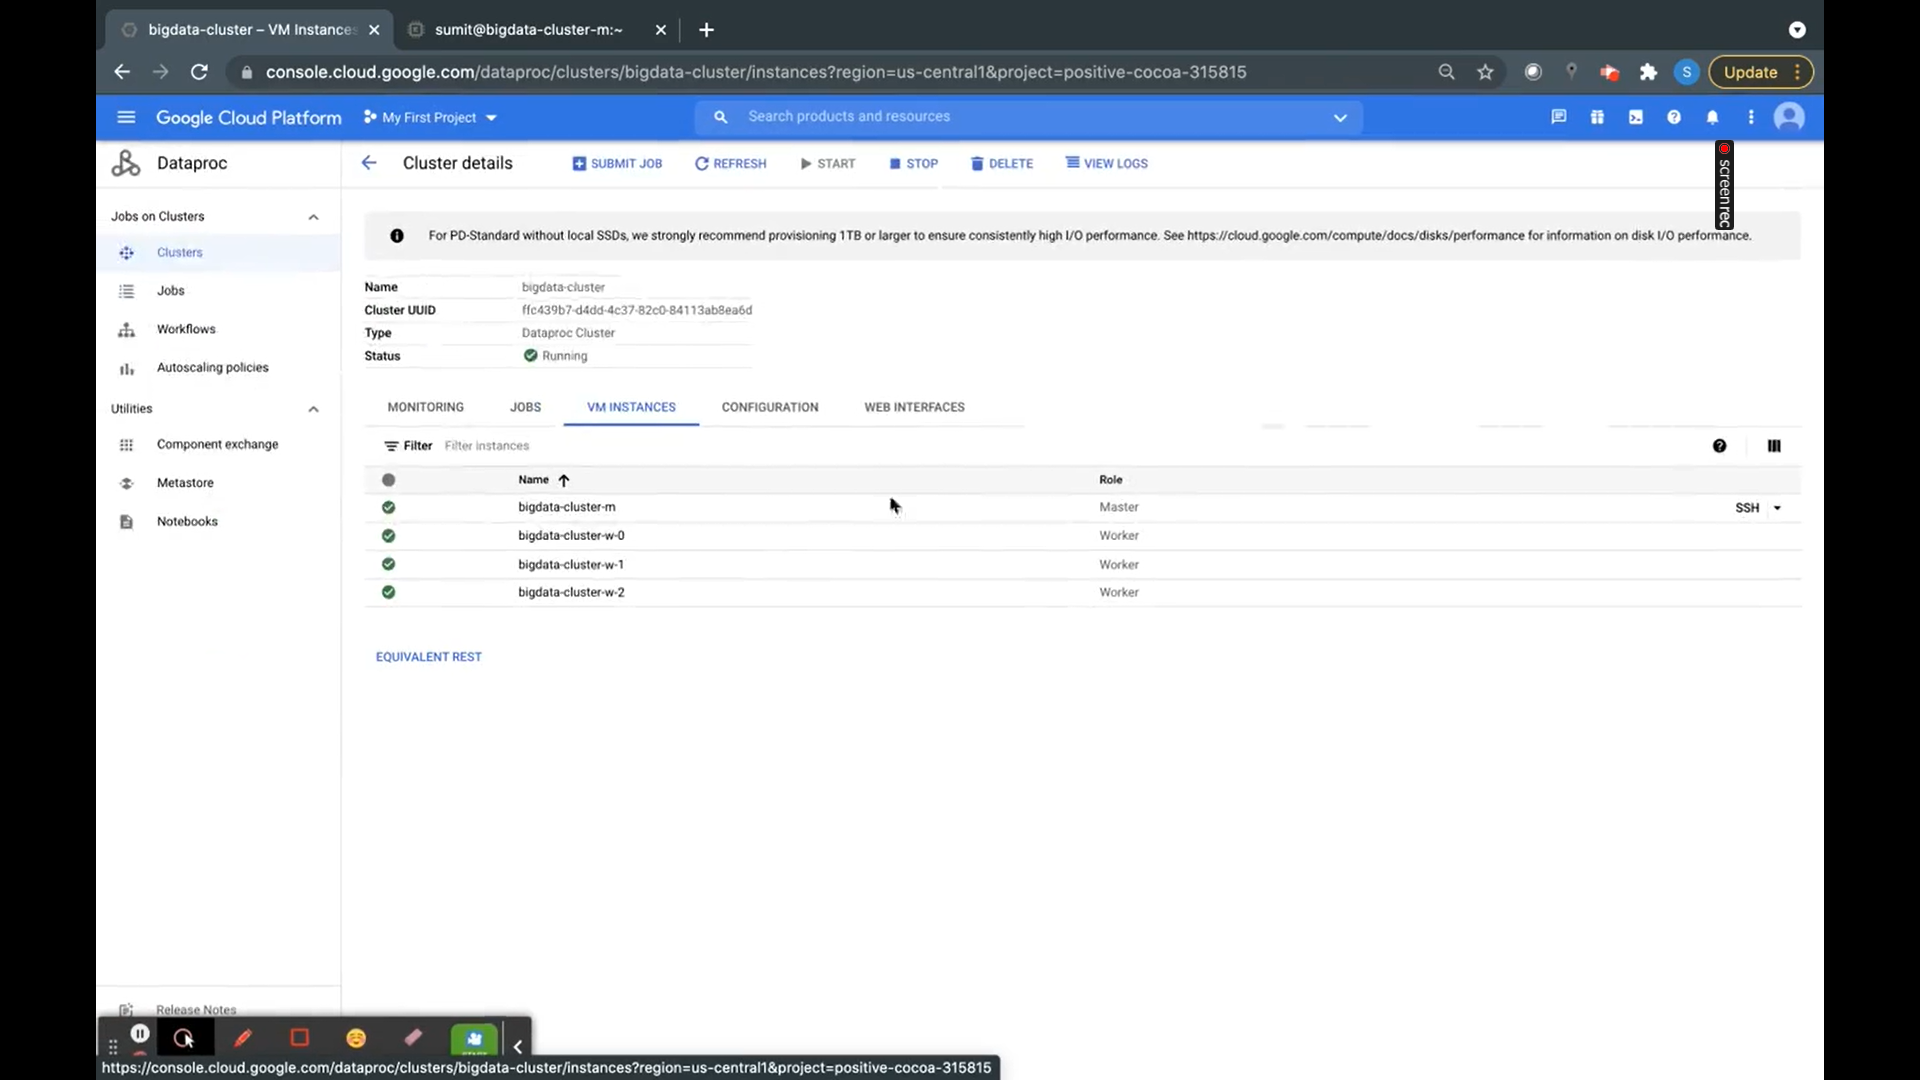 bigdata-cluster – VM Instances
sumit@bigdata-cluster-m:~
console.cloud.google.com/dataproc/clusters/bigdata-cluster/instances?region=us-central1&project=positive-cocoa-315815
S
Update
Google Cloud Platform
My First Project
Search products and resources
Dataproc
Cluster details
SUBMIT JOB
REFRESH
START
STOP
DELETE
VIEW LOGS
screen rec
Jobs on Clusters
Clusters
Jobs
Workflows
Autoscaling policies
Utilities
Component exchange
Metastore
Notebooks
Release Notes
For PD-Standard without local SSDs, we strongly recommend provisioning 1TB or larger to ensure consistently high I/O performance. See https://cloud.google.com/compute/docs/disks/performance for information on disk I/O performance.
Name bigdata-cluster
Cluster UUID ffc439b7-d4dd-4c37-82c0-84113ab8ea6d
Type Dataproc Cluster
Status Running
MONITORING JOBS VM INSTANCES CONFIGURATION WEB INTERFACES
Filter Filter instances
Name Role
bigdata-cluster-m Master SSH
bigdata-cluster-w-0 Worker
bigdata-cluster-w-1 Worker
bigdata-cluster-w-2 Worker
EQUIVALENT REST
https://console.cloud.google.com/dataproc/clusters/bigdata-cluster/instances?region=us-central1&project=positive-cocoa-315815